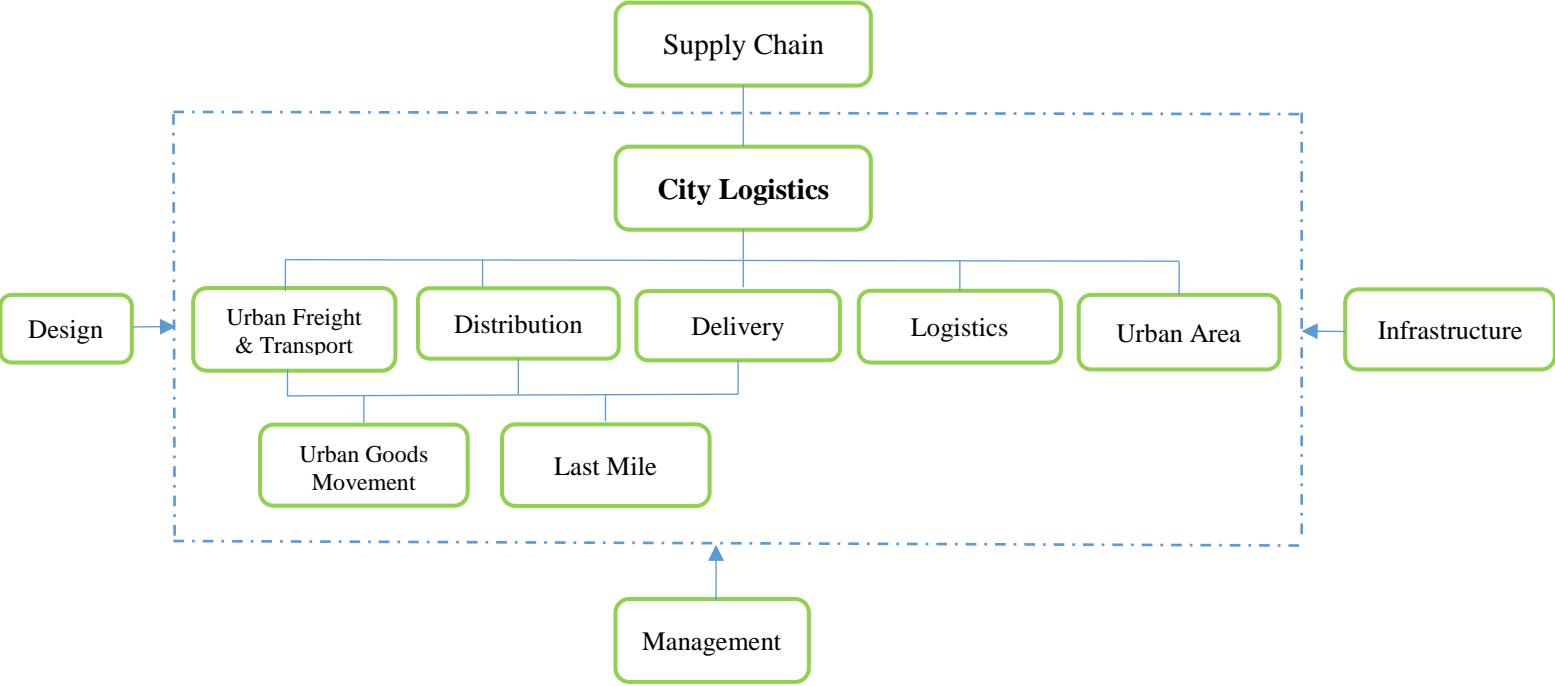 Supply Chain
City Logistics
Design
Urban Freight
& Transport
Distribution
Delivery
Logistics
Urban Area
Infrastructure
Urban Goods
Movement
Last Mile
Management